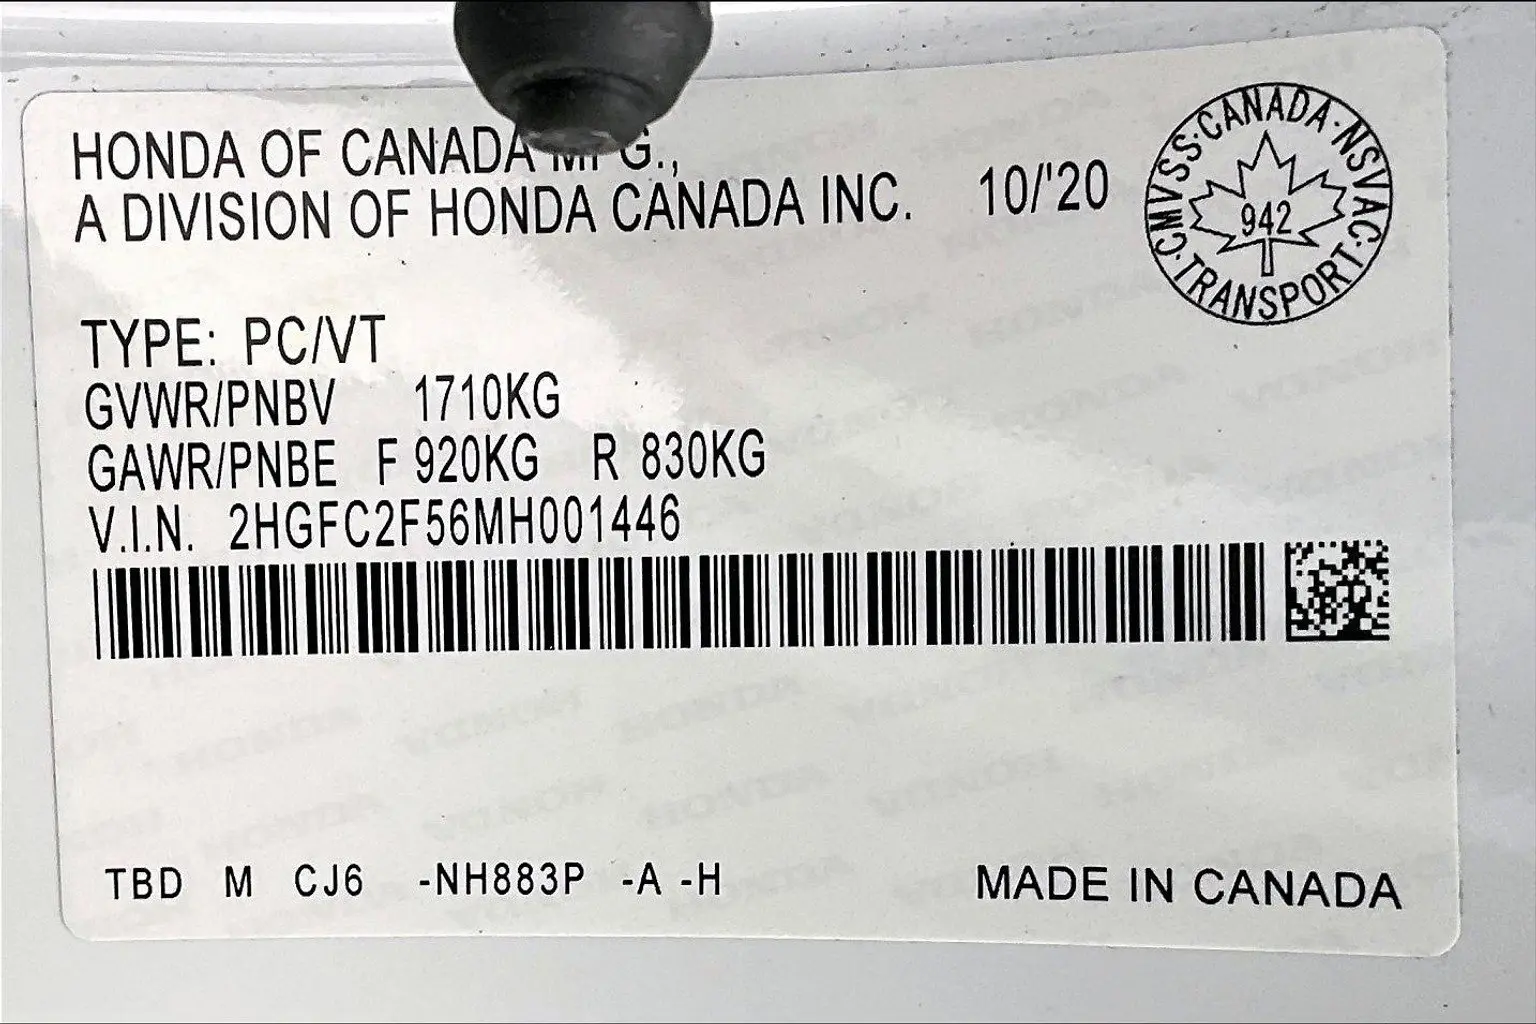 HONDA OF CANADA MFG.,
A DIVISION OF HONDA CANADA INC. 10/'20
CMVSS·CANADA·NSVAC·TRANSPORT·
942
TYPE: PC/VT
GVWR/PNBV 1710KG
GAWR/PNBE F 920KG R 830KG
V.I.N. 2HGFC2F56MH001446
TBD M CJ6 -NH883P -A -H MADE IN CANADA